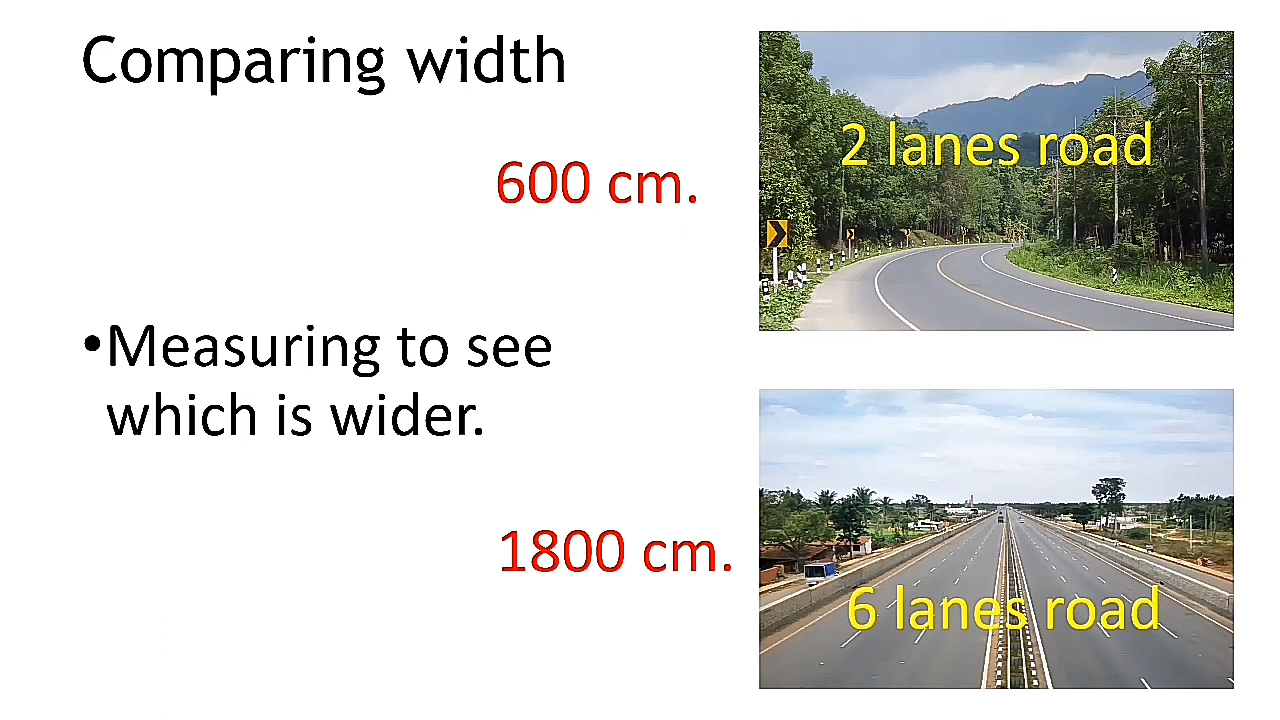 Comparing width
2 lanes road
600 cm.
•Measuring to see
which is wider.
1800 cm.
6 lanes road